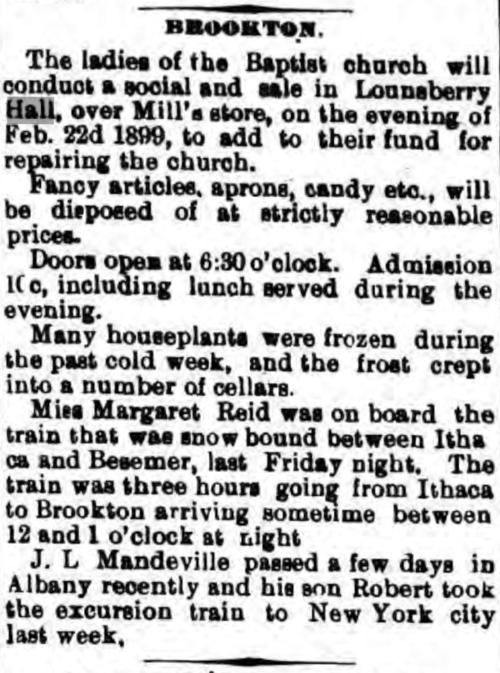 BROOKTON.
The ladies of the Baptist church will
conduct a social and sale in Lounsberry
Hall, over Mill's store, on the evening of
Feb. 22d 1899, to add to their fund for
repairing the church.
Fancy articles, aprons, candy etc., will
be disposed of at strictly reasonable
prices.
Doors open at 6:30 o'clock. Admission
10c, including lunch served during the
evening.
Many houseplants were frozen during
the past cold week, and the frost crept
into a number of cellars.
Miss Margaret Reid was on board the
train that was snow bound between Itha
ca and Besemer, last Friday night. The
train was three hours going from Ithaca
to Brookton arriving sometime between
12 and 1 o'clock at night
J. L Mandeville passed a few days in
Albany recently and his son Robert took
the excursion train to New York city
last week,